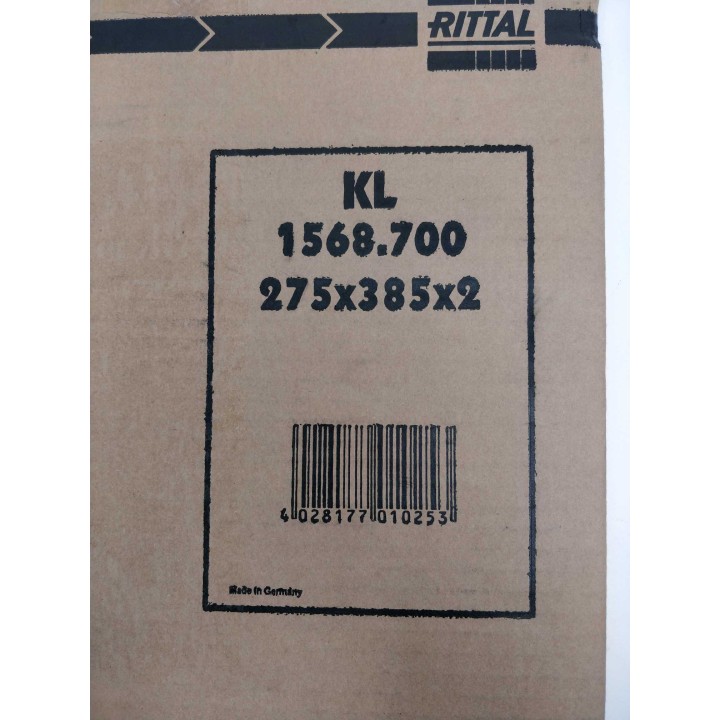 RITTAL
KL
1568.700
275x385x2
4 028177 010253
Made in Germany